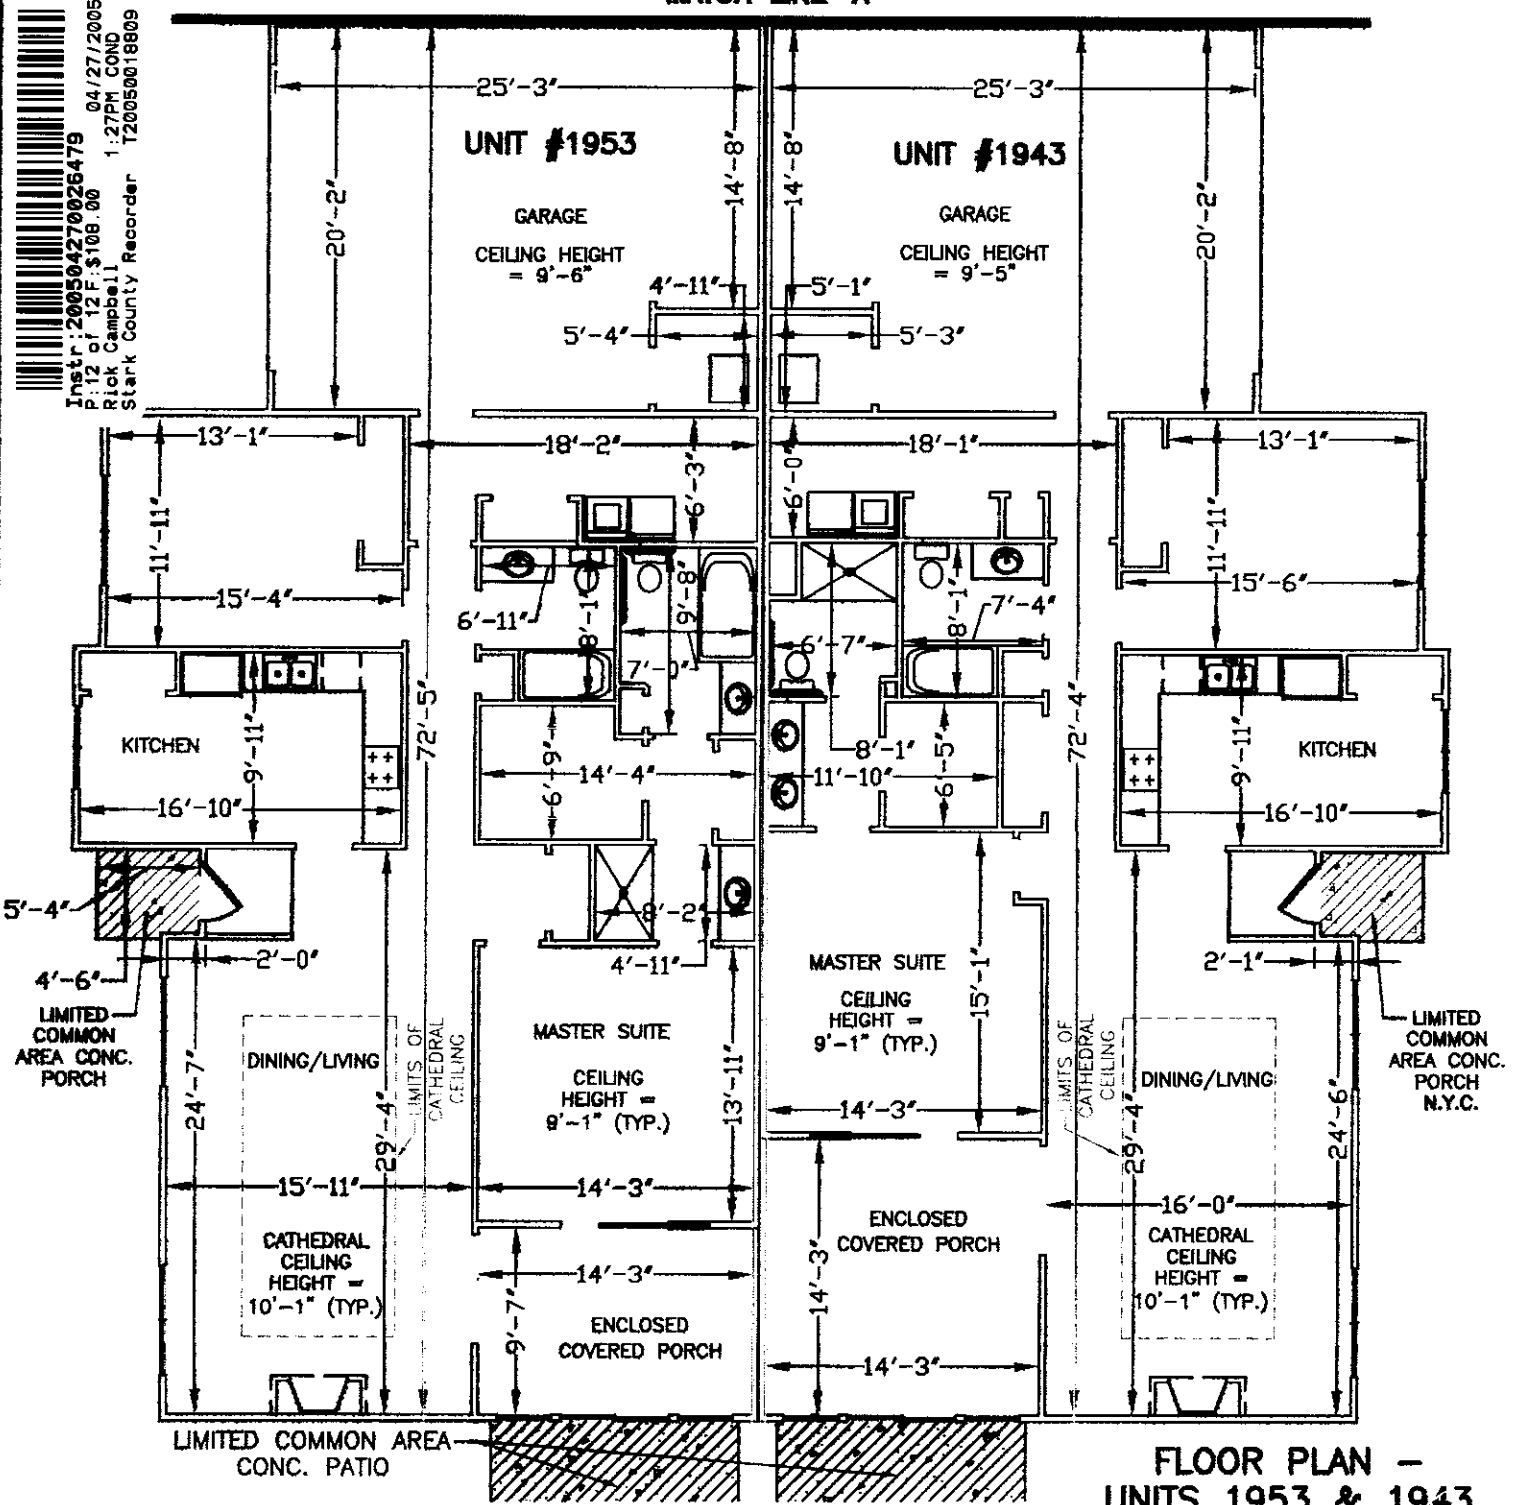 Instr:200504270026479
P:12 of 12 F:$108.00 04/27/2005
Rick Campbell 1:27PM COND
Stark County Recorder T20050018809
25'-3"
25'-3"
UNIT #1953
UNIT #1943
14'-8"
14'-8"
20'-2"
20'-2"
GARAGE
CEILING HEIGHT
= 9'-6"
GARAGE
CEILING HEIGHT
= 9'-5"
4'-11"
5'-1"
5'-4"
5'-3"
13'-1"
18'-2"
18'-1"
13'-1"
6'-3"
6'-0"
11'-11"
11'-11"
15'-4"
15'-6"
6'-11"
8'-1"
9'-8"
7'-0"
6'-7"
8'-1"
7'-4"
72'-5"
72'-4"
KITCHEN
9'-11"
16'-10"
6'-9"
14'-4"
8'-1"
11'-10"
6'-5"
KITCHEN
9'-11"
16'-10"
5'-4"
8'-2"
4'-11"
2'-0"
4'-6"
2'-1"
LIMITED
COMMON
AREA CONC.
PORCH
LIMITED
COMMON
AREA CONC.
PORCH
N.Y.C.
MASTER SUITE
CEILING
HEIGHT =
9'-1" (TYP.)
MASTER SUITE
CEILING
HEIGHT =
9'-1" (TYP.)
15'-1"
13'-11"
14'-3"
14'-3"
DINING/LIVING
DINING/LIVING
LIMITS OF
CATHEDRAL
CEILING
LIMITS OF
CATHEDRAL
CEILING
24'-7"
29'-4"
29'-4"
24'-6"
15'-11"
16'-0"
CATHEDRAL
CEILING
HEIGHT =
10'-1" (TYP.)
CATHEDRAL
CEILING
HEIGHT =
10'-1" (TYP.)
14'-3"
9'-7"
ENCLOSED
COVERED PORCH
ENCLOSED
COVERED PORCH
14'-3"
14'-3"
LIMITED COMMON AREA
CONC. PATIO
FLOOR PLAN –
UNITS 1953 & 1943